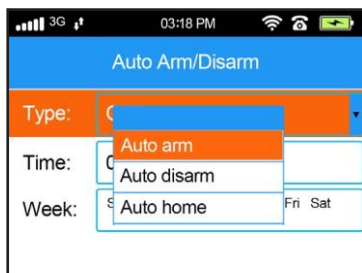 3G 03:18 PM
Auto Arm/Disarm
Type:
Auto arm
Time:
Auto disarm
Week: Auto home Fri Sat